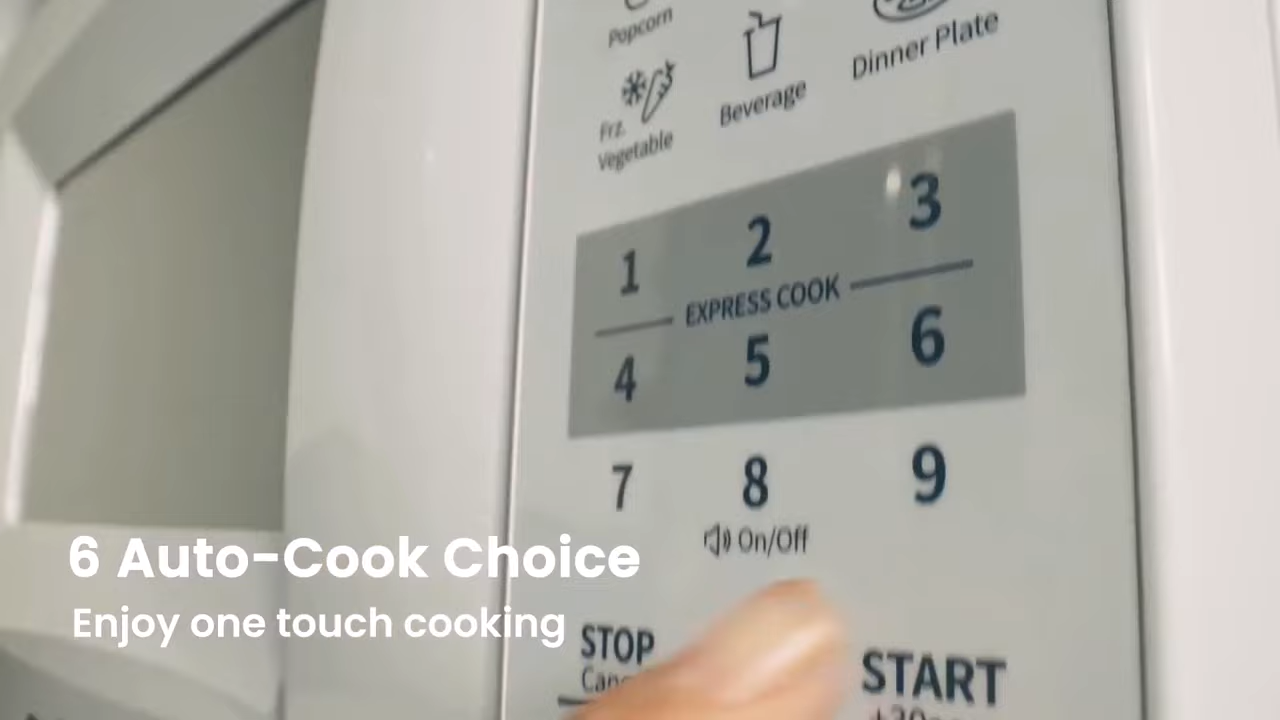 Popcorn
Frz.
Vegetable
Beverage
Dinner Plate
1 2 3
EXPRESS COOK
4 5 6
7 8 9
On/Off
6 Auto-Cook Choice
Enjoy one touch cooking
STOP
START